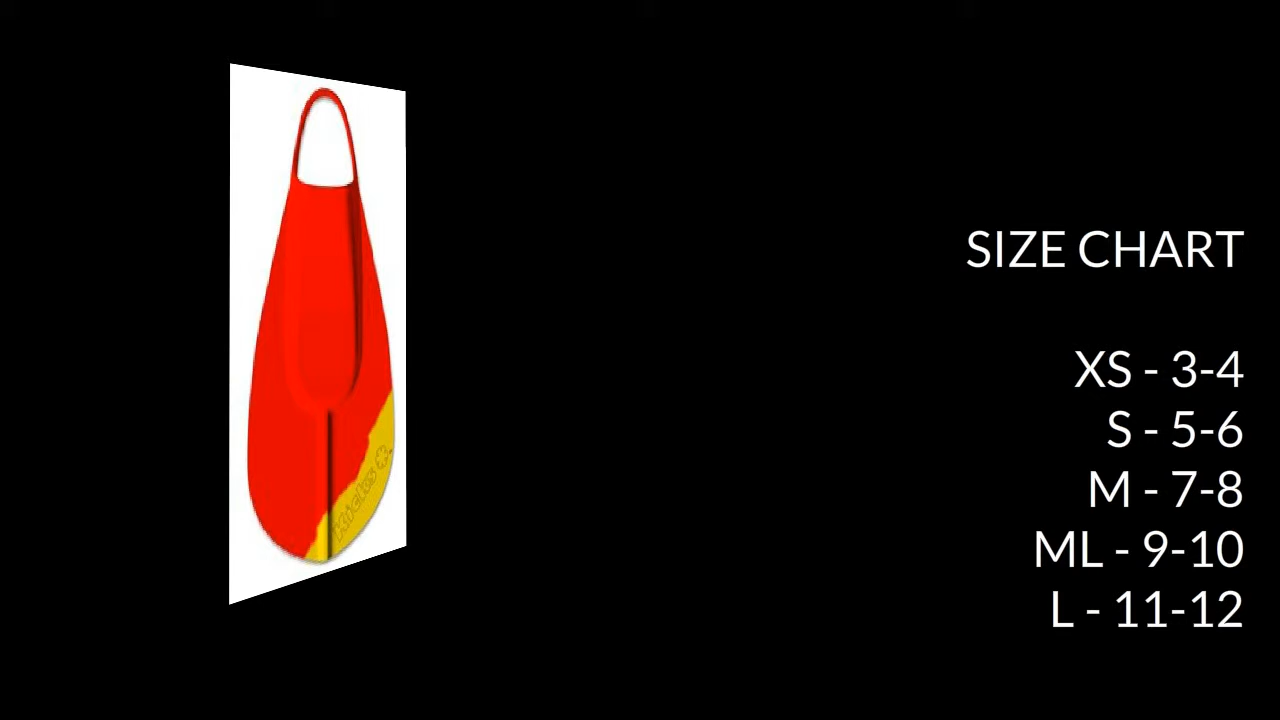 SIZE CHART
XS - 3-4
S - 5-6
M - 7-8
ML - 9-10
L - 11-12